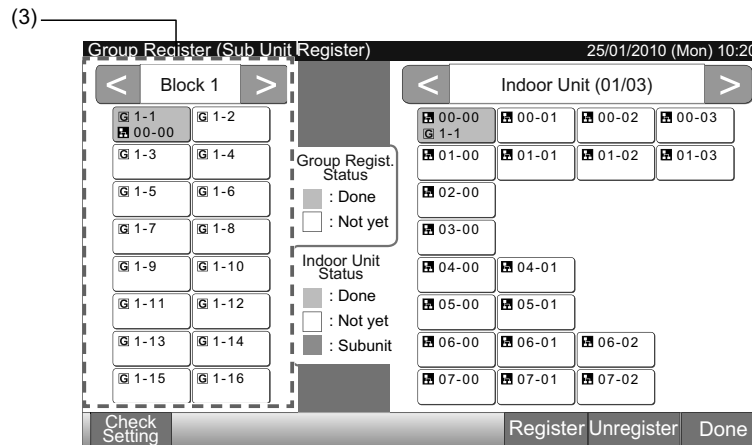 (3)
Group Register (Sub Unit Register) 25/01/2010 (Mon) 10:20
< Block 1 >
G 1-1
00-00
G 1-2
G 1-3 G 1-4
G 1-5 G 1-6
G 1-7 G 1-8
G 1-9 G 1-10
G 1-11 G 1-12
G 1-13 G 1-14
G 1-15 G 1-16
Group Regist.
Status
: Done
: Not yet
Indoor Unit
Status
: Done
: Not yet
: Subunit
< Indoor Unit (01/03) >
00-00
G 1-1
00-01 00-02 00-03
01-00 01-01 01-02 01-03
02-00
03-00
04-00 04-01
05-00 05-01
06-00 06-01 06-02
07-00 07-01 07-02
Check
Setting
Register Unregister Done